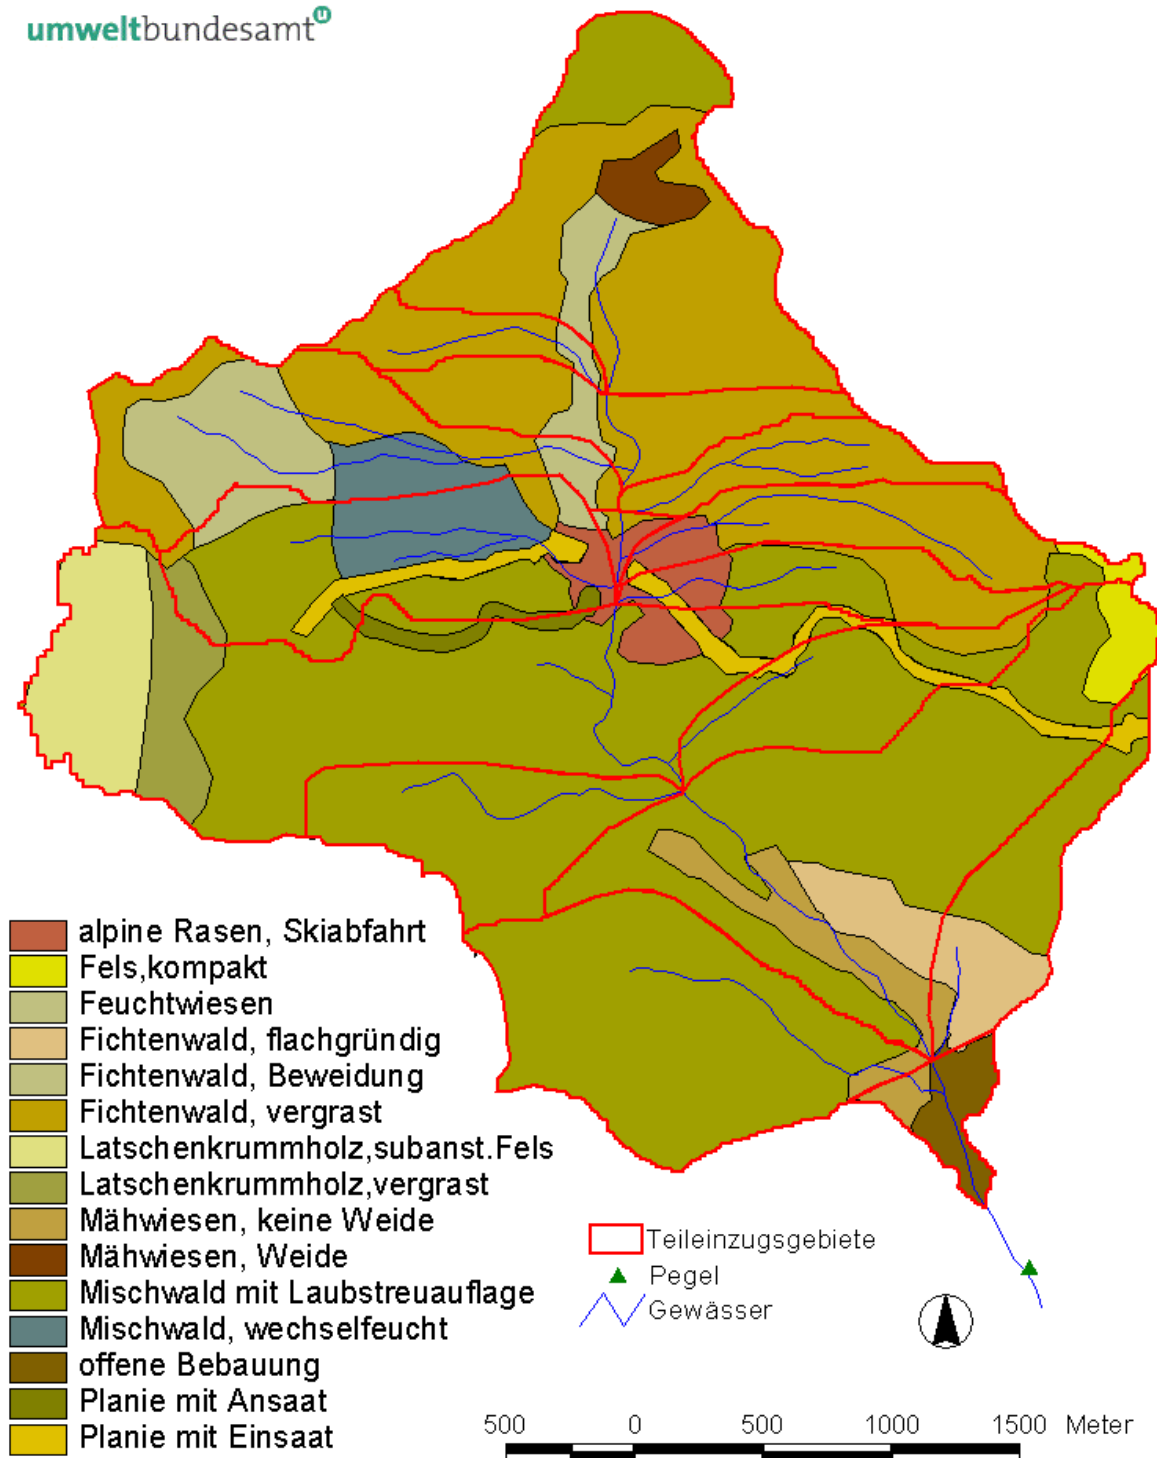 umweltbundesamt u
alpine Rasen, Skiabfahrt
Fels,kompakt
Feuchtwiesen
Fichtenwald, flachgründig
Fichtenwald, Beweidung
Fichtenwald, vergrast
Latschenkrummholz,subanst.Fels
Latschenkrummholz,vergrast
Mähwiesen, keine Weide
Mähwiesen, Weide
Mischwald mit Laubstreuauflage
Mischwald, wechselfeucht
offene Bebauung
Planie mit Ansaat
Planie mit Einsaat
Teileinzugsgebiete
Pegel
Gewässer
500 0 500 1000 1500 Meter